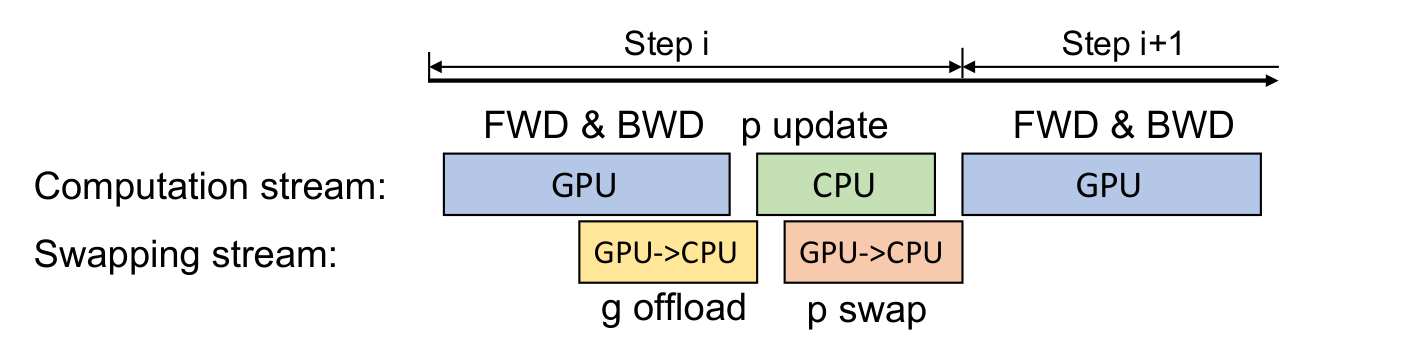 Step i Step i+1
FWD & BWD p update FWD & BWD
Computation stream: GPU CPU GPU
Swapping stream: GPU->CPU GPU->CPU
g offload p swap